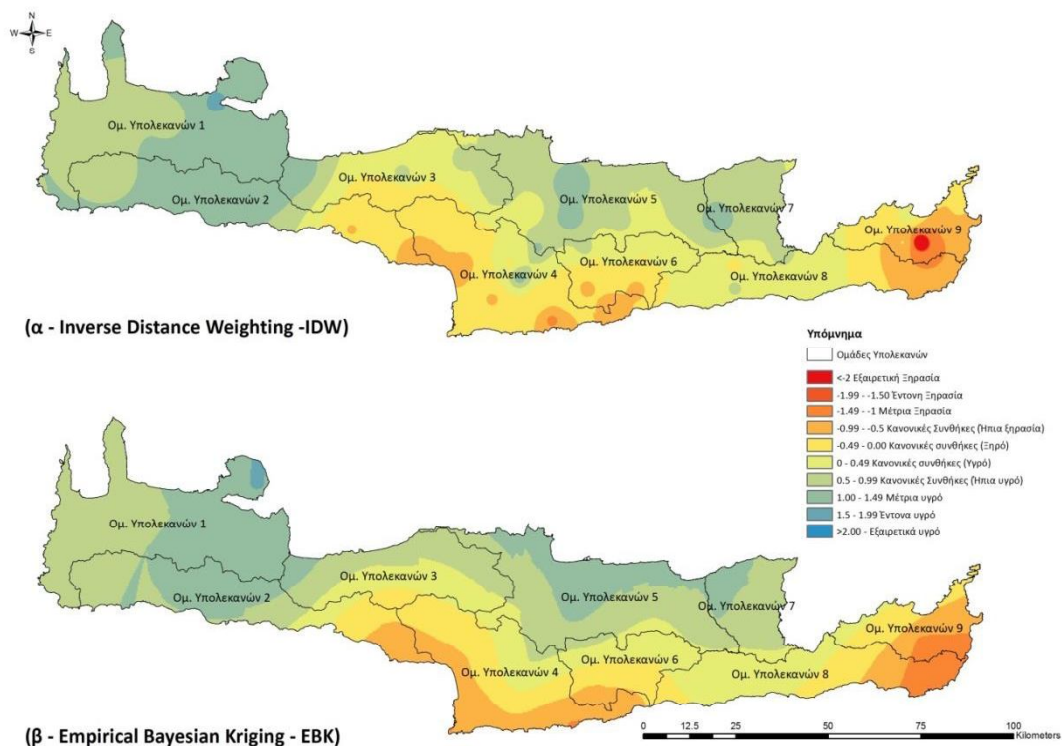 N
W E
S
Ομ. Υπολεκανών 1
Ομ. Υπολεκανών 2
Ομ. Υπολεκανών 3
Ομ. Υπολεκανών 4
Ομ. Υπολεκανών 5
Ομ. Υπολεκανών 6
Ομ. Υπολεκανών 7
Ομ. Υπολεκανών 8
Ομ. Υπολεκανών 9
(α - Inverse Distance Weighting -IDW)
Υπόμνημα
Ομάδες Υπολεκανών
<-2 Εξαιρετική Ξηρασία
-1.99 - -1.50 Έντονη Ξηρασία
-1.49 - -1 Μέτρια Ξηρασία
-0.99 - -0.5 Κανονικές Συνθήκες (Ήπια ξηρασία)
-0.49 - 0.00 Κανονικές συνθήκες (Ξηρό)
0 - 0.49 Κανονικές συνθήκες (Υγρό)
0.5 - 0.99 Κανονικές Συνθήκες (Ήπια υγρό)
1.00 - 1.49 Μέτρια υγρό
1.5 - 1.99 Έντονα υγρό
>2.00 - Εξαιρετικά υγρό
Ομ. Υπολεκανών 1
Ομ. Υπολεκανών 2
Ομ. Υπολεκανών 3
Ομ. Υπολεκανών 4
Ομ. Υπολεκανών 5
Ομ. Υπολεκανών 6
Ομ. Υπολεκανών 7
Ομ. Υπολεκανών 8
Ομ. Υπολεκανών 9
(β - Empirical Bayesian Kriging - EBK)
0 12.5 25 50 75 100
Kilometers